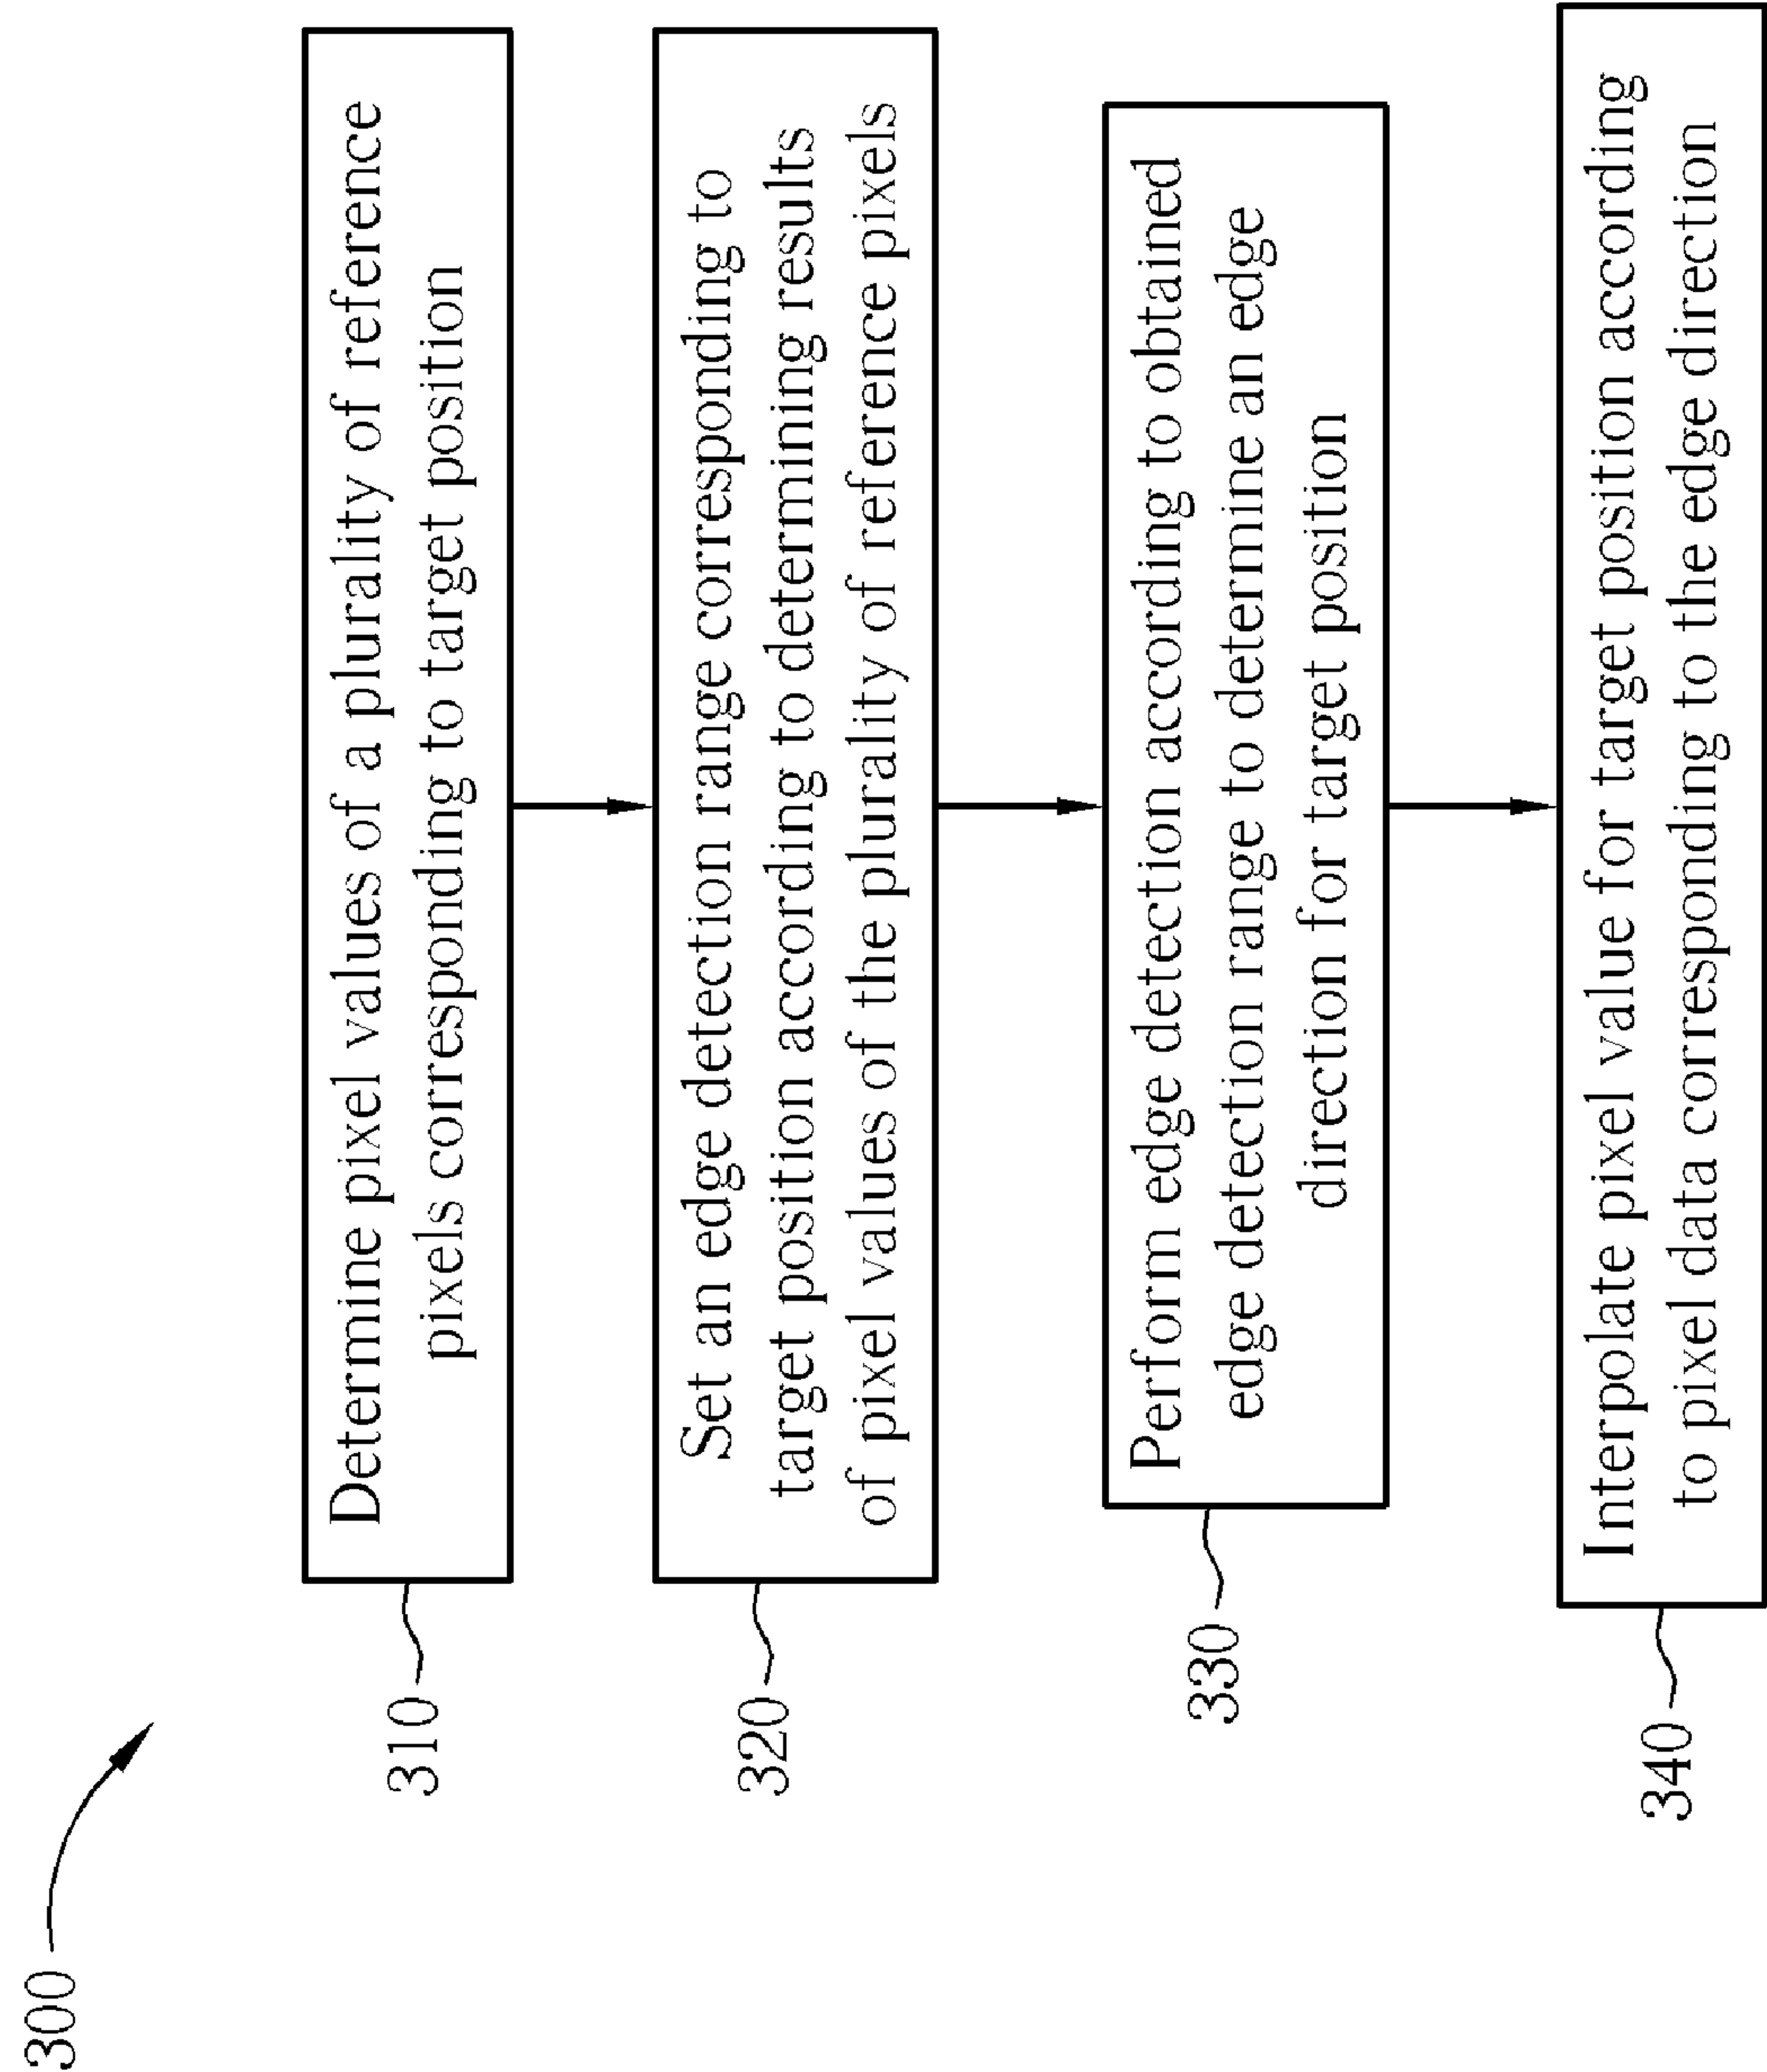 300
310
Determine pixel values of a plurality of reference
pixels corresponding to target position
320
Set an edge detection range corresponding to
target position according to determining results
of pixel values of the plurality of reference pixels
330
Perform edge detection according to obtained
edge detection range to determine an edge
direction for target position
340
Interpolate pixel value for target position according
to pixel data corresponding to the edge direction